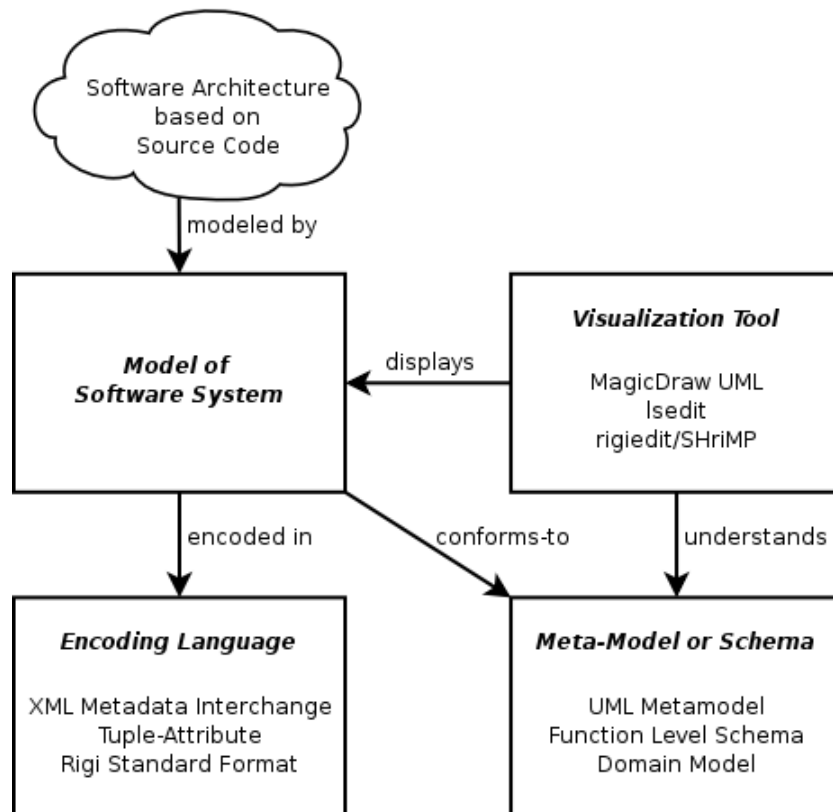 Software Architecture
based on
Source Code
modeled by
Model of
Software System
displays
Visualization Tool
MagicDraw UML
lsedit
rigiedit/SHriMP
encoded in
conforms-to
understands
Encoding Language
XML Metadata Interchange
Tuple-Attribute
Rigi Standard Format
Meta-Model or Schema
UML Metamodel
Function Level Schema
Domain Model